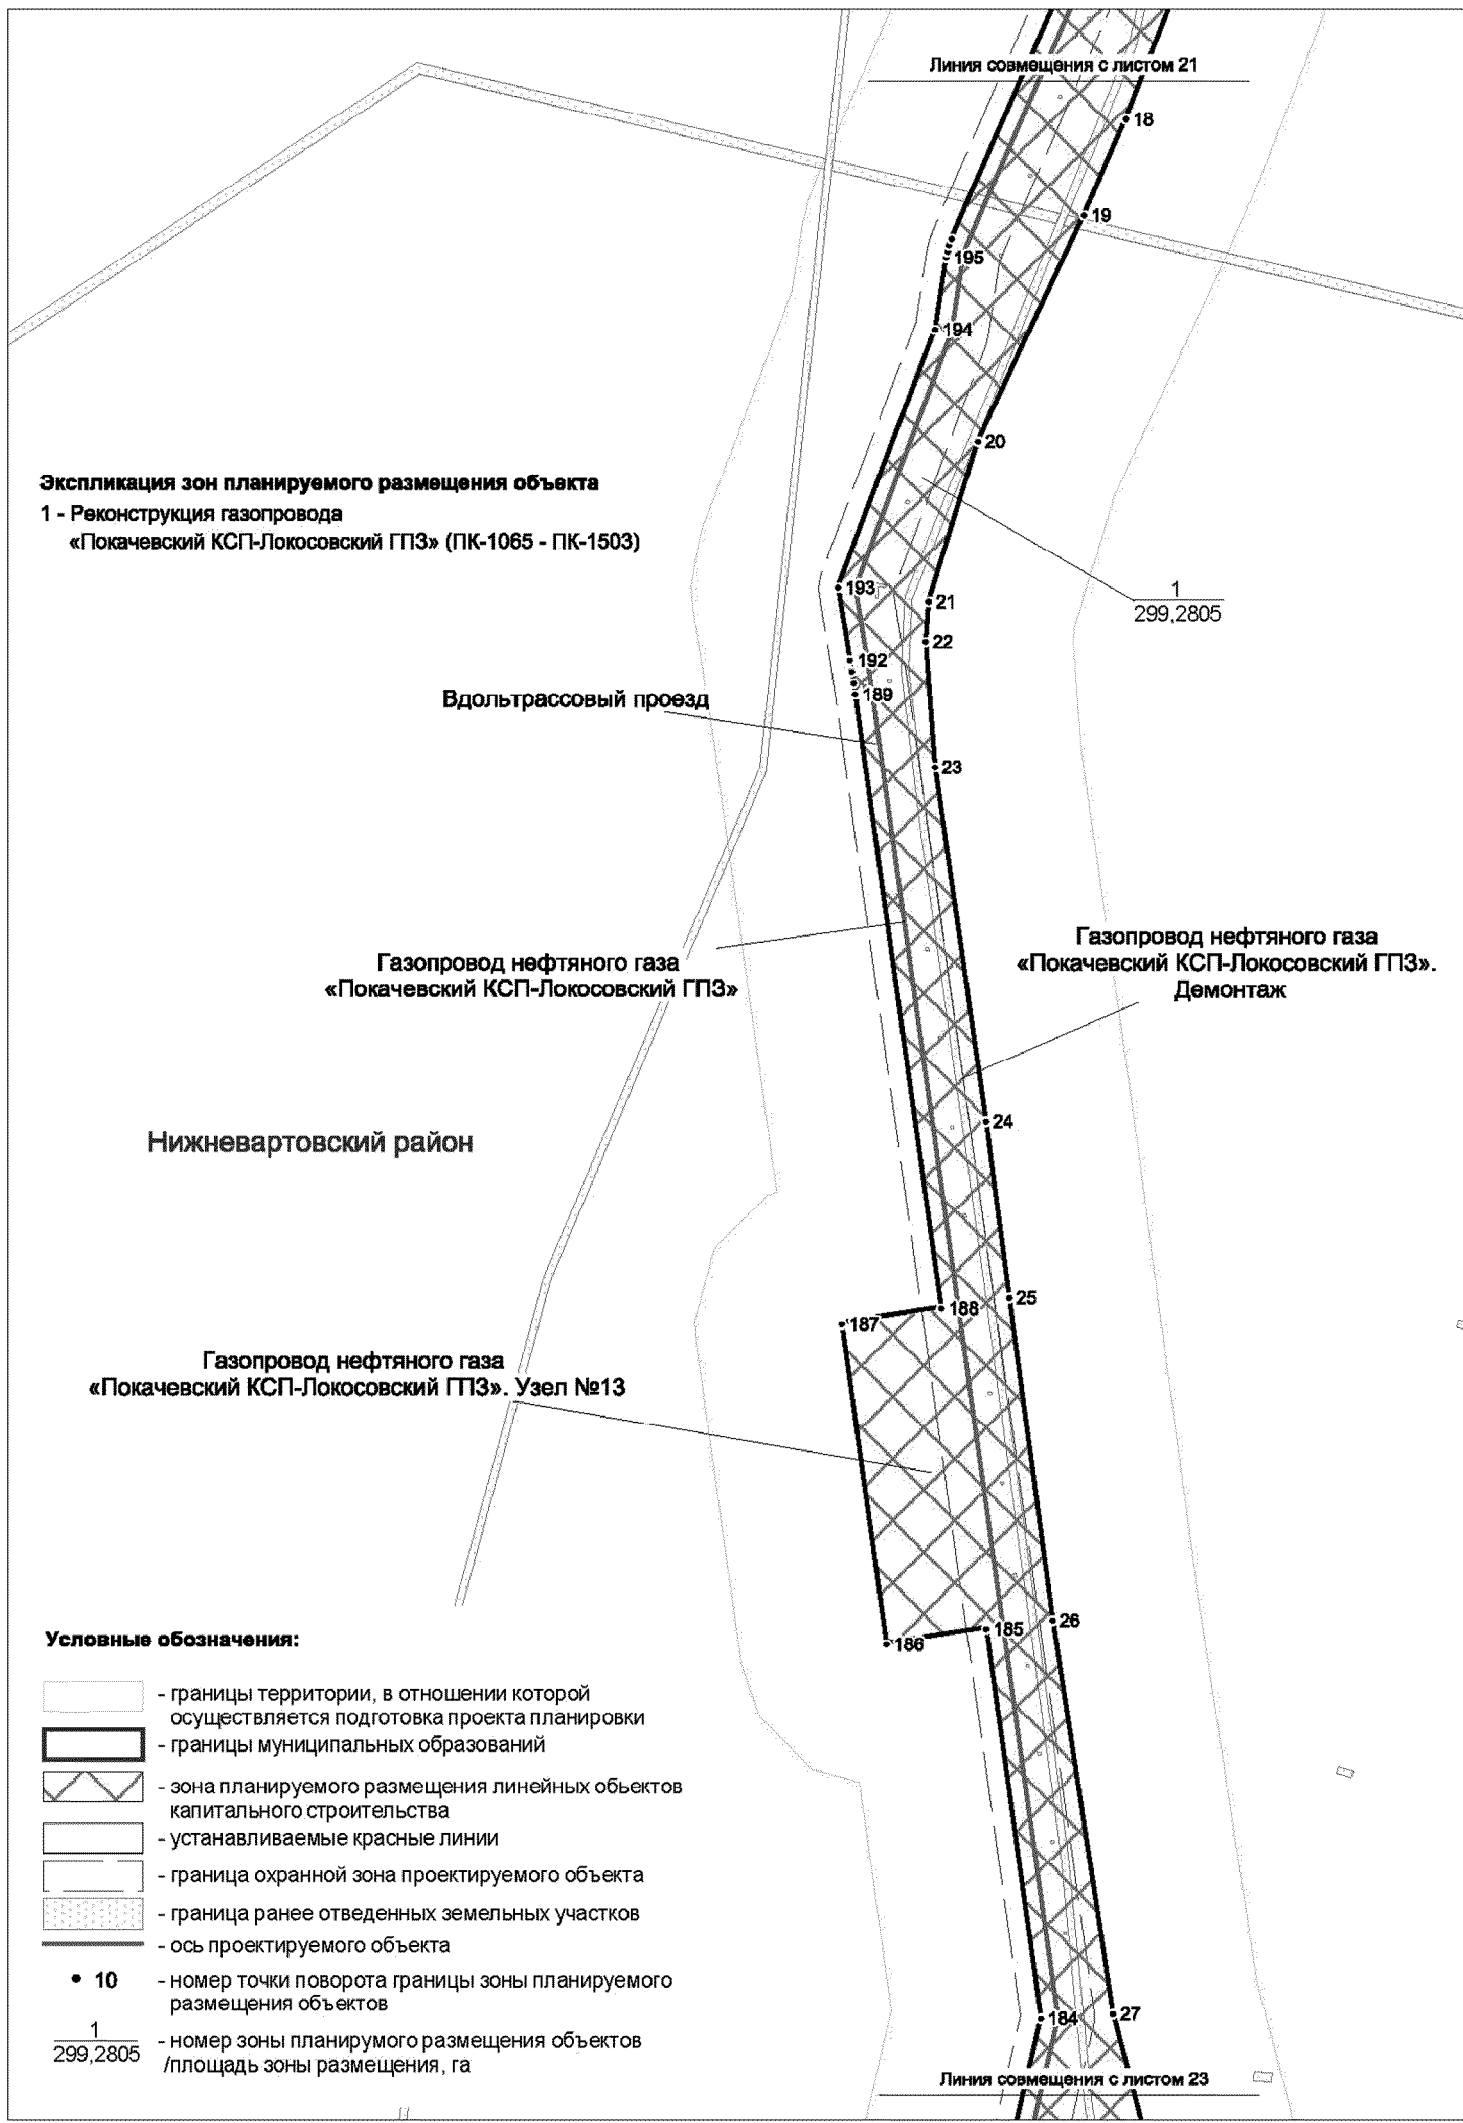 Линия совмещения с листом 21
18
19
195
194
20
Экспликация зон планируемого размещения объекта
1 - Реконструкция газопровода
«Покачевский КСП-Локосовский ГПЗ» (ПК-1065 - ПК-1503)
193
21
1
299,2805
22
192
189
Вдольтрассовый проезд
23
Газопровод нефтяного газа
«Покачевский КСП-Локосовский ГПЗ»
Газопровод нефтяного газа
«Покачевский КСП-Локосовский ГПЗ».
Демонтаж
24
Нижневартовский район
25
188
187
Газопровод нефтяного газа
«Покачевский КСП-Локосовский ГПЗ». Узел №13
26
185
186
Условные обозначения:
- границы территории, в отношении которой
осуществляется подготовка проекта планировки
- границы муниципальных образований
- зона планируемого размещения линейных обьектов
капитального строительства
- устанавливаемые красные линии
- граница охранной зона проектируемого объекта
- граница ранее отведенных земельных участков
- ось проектируемого объекта
10 - номер точки поворота границы зоны планируемого
размещения объектов
1
299,2805
- номер зоны планирумого размещения объектов
/площадь зоны размещения, га
184
27
Линия совмещения с листом 23